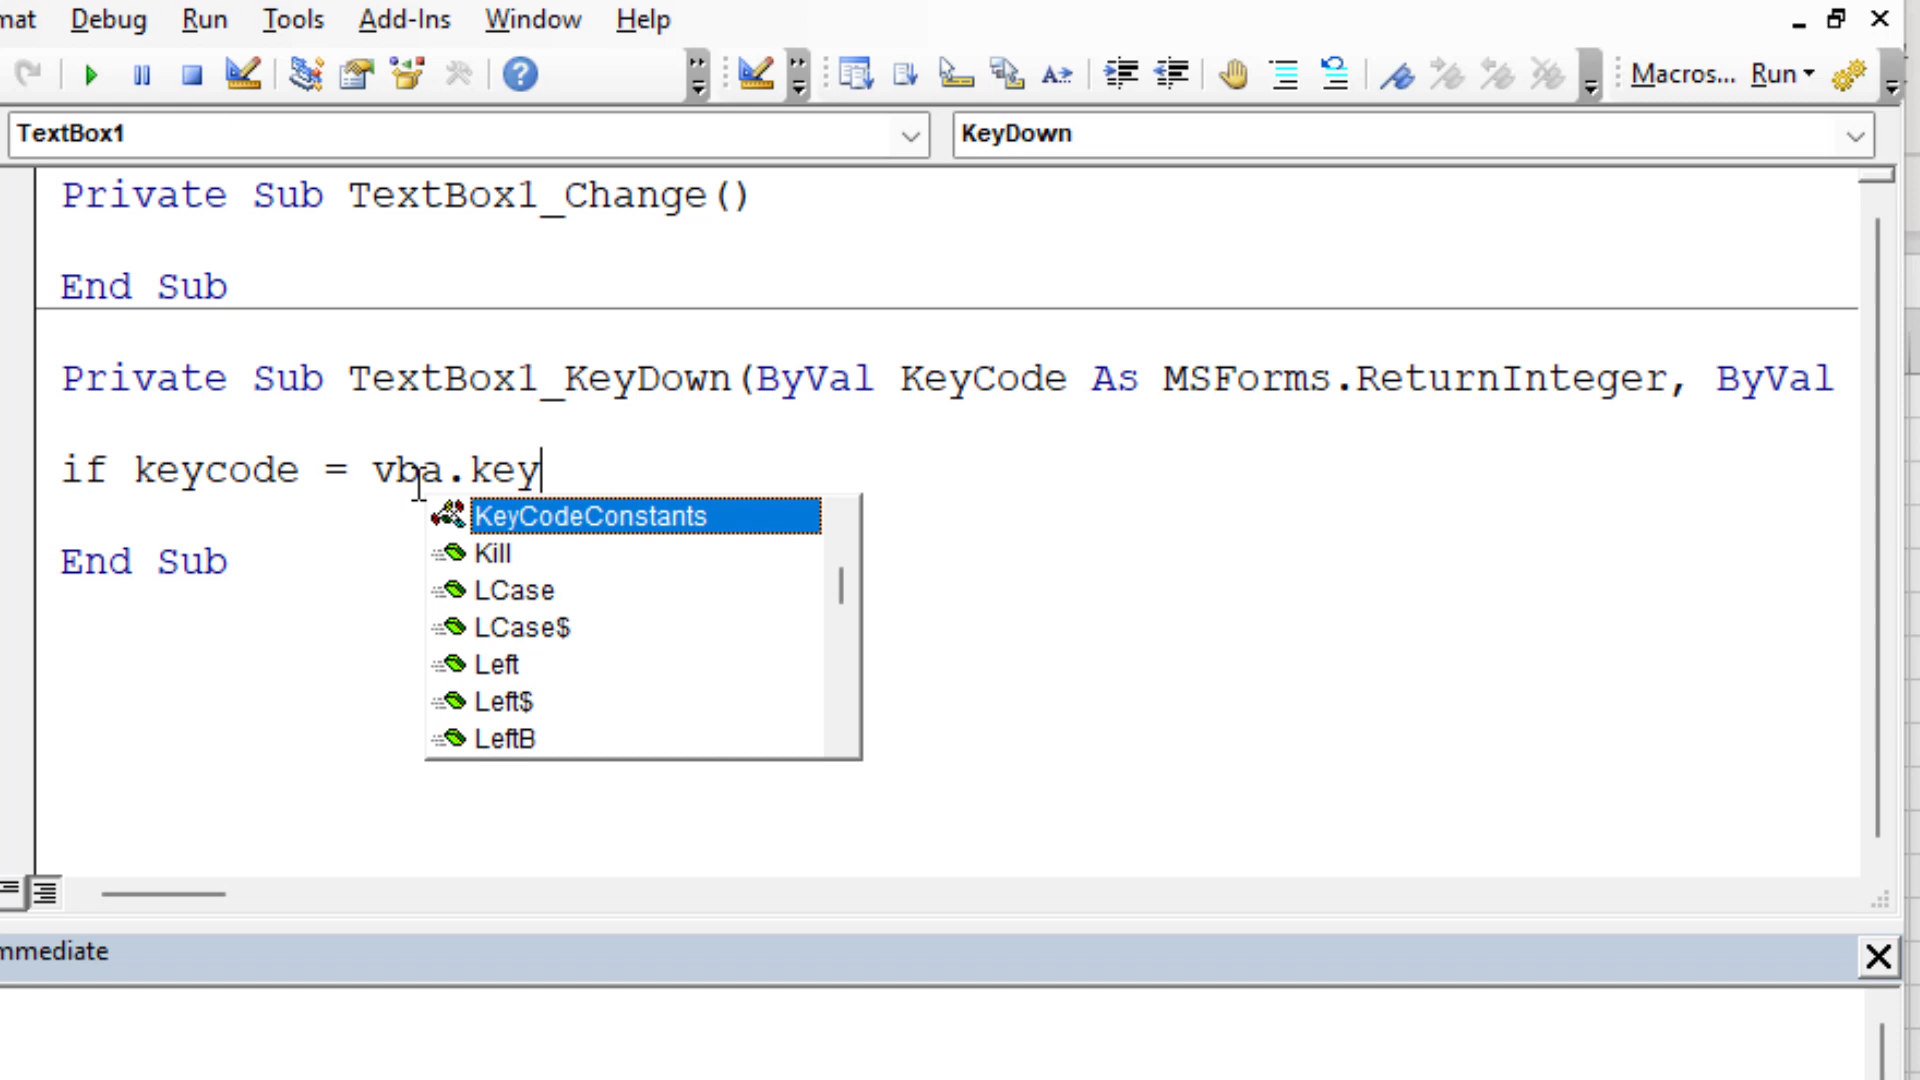 mat Debug Run Tools Add-Ins Window Help
Macros... Run
TextBox1 KeyDown
Private Sub TextBox1_Change()
End Sub
Private Sub TextBox1_KeyDown(ByVal KeyCode As MSForms.ReturnInteger, ByVal
if keycode = vba.key
KeyCodeConstants
Kill
LCase
LCase$
Left
Left$
LeftB
End Sub
mmediate